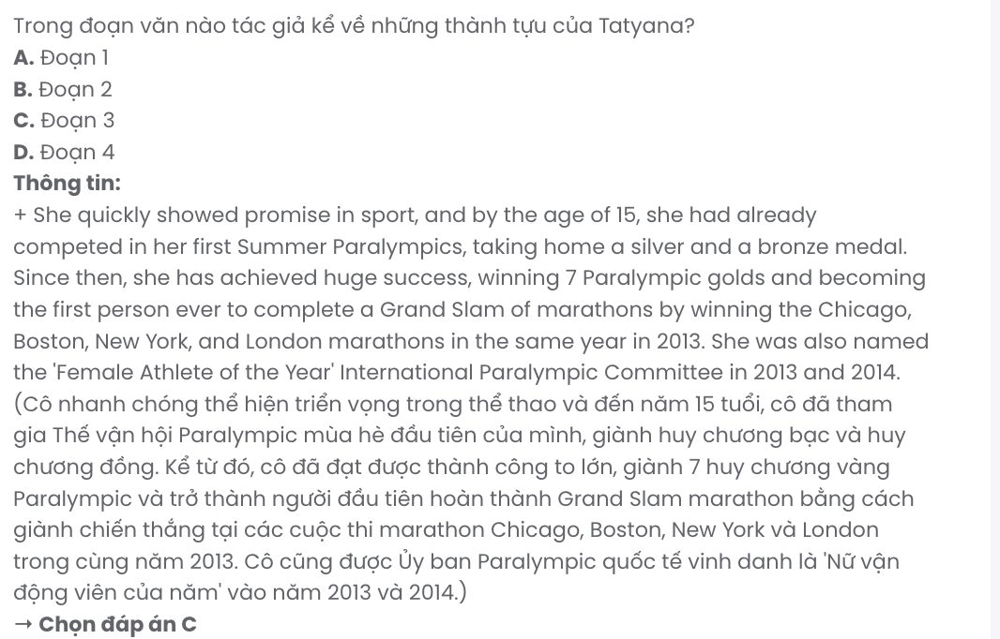 Trong đoạn văn nào tác giả kể về những thành tựu của Tatyana?
A. Đoạn 1
B. Đoạn 2
C. Đoạn 3
D. Đoạn 4
Thông tin:
+ She quickly showed promise in sport, and by the age of 15, she had already
competed in her first Summer Paralympics, taking home a silver and a bronze medal.
Since then, she has achieved huge success, winning 7 Paralympic golds and becoming
the first person ever to complete a Grand Slam of marathons by winning the Chicago,
Boston, New York, and London marathons in the same year in 2013. She was also named
the 'Female Athlete of the Year' International Paralympic Committee in 2013 and 2014.
(Cô nhanh chóng thể hiện triển vọng trong thể thao và đến năm 15 tuổi, cô đã tham
gia Thế vận hội Paralympic mùa hè đầu tiên của mình, giành huy chương bạc và huy
chương đồng. Kể từ đó, cô đã đạt được thành công to lớn, giành 7 huy chương vàng
Paralympic và trở thành người đầu tiên hoàn thành Grand Slam marathon bằng cách
giành chiến thắng tại các cuộc thi marathon Chicago, Boston, New York và London
trong cùng năm 2013. Cô cũng được Ủy ban Paralympic quốc tế vinh danh là 'Nữ vận
động viên của năm' vào năm 2013 và 2014.)
→ Chọn đáp án C